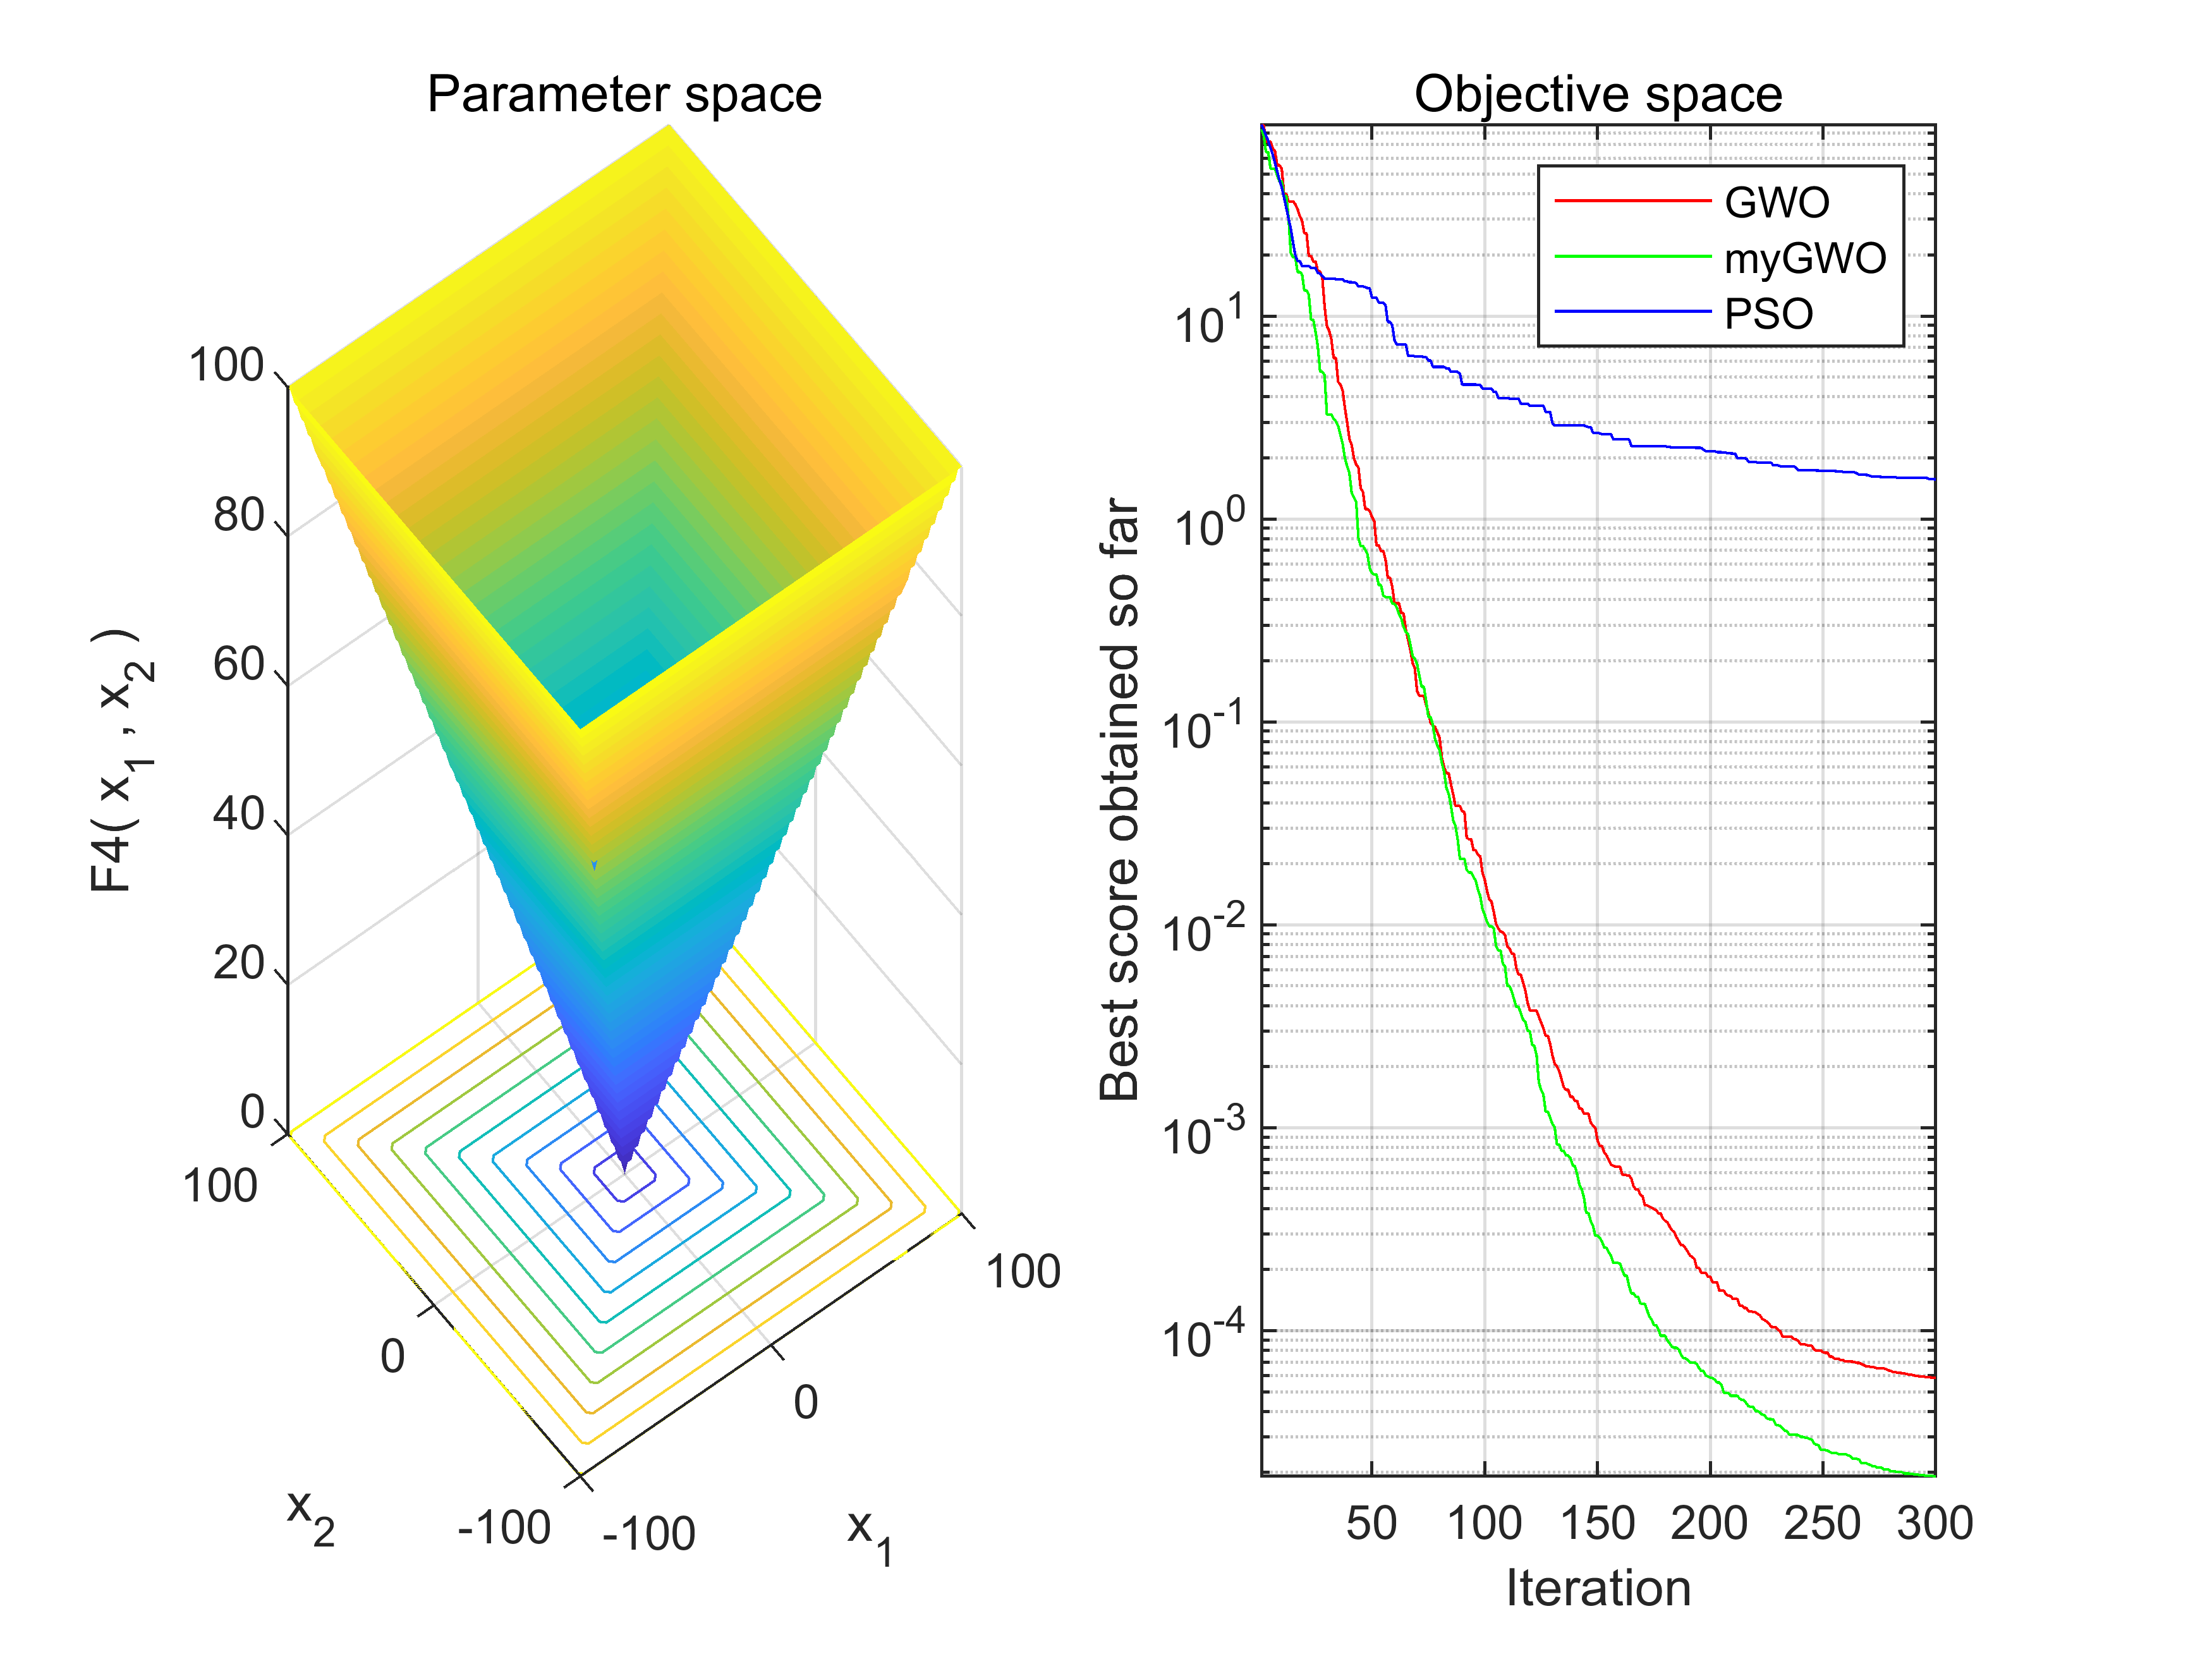 Parameter space
F4( x1 , x2 )
100
80
60
40
20
0
100
0
-100
x2
-100
0
100
x1
Objective space
Best score obtained so far
10^1
10^0
10^-1
10^-2
10^-3
10^-4
GWO
myGWO
PSO
50 100 150 200 250 300
Iteration